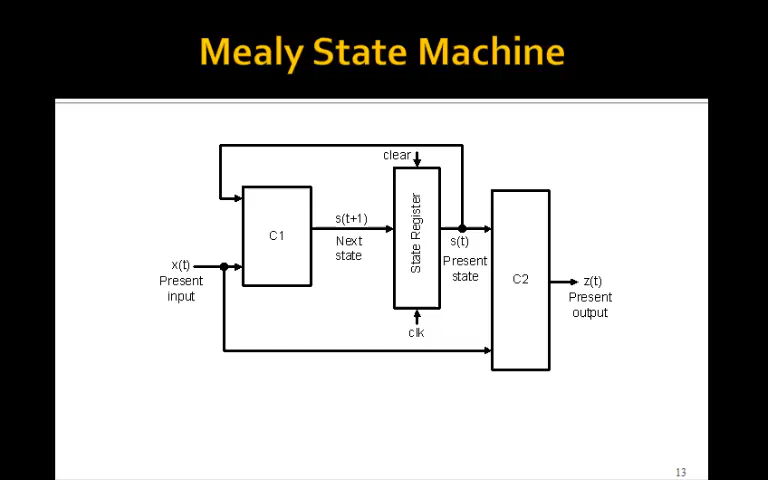 Mealy State Machine
clear
C1
s(t+1)
Next
state
State Register
s(t)
Present
state
x(t)
Present
input
clk
C2
z(t)
Present
output
13